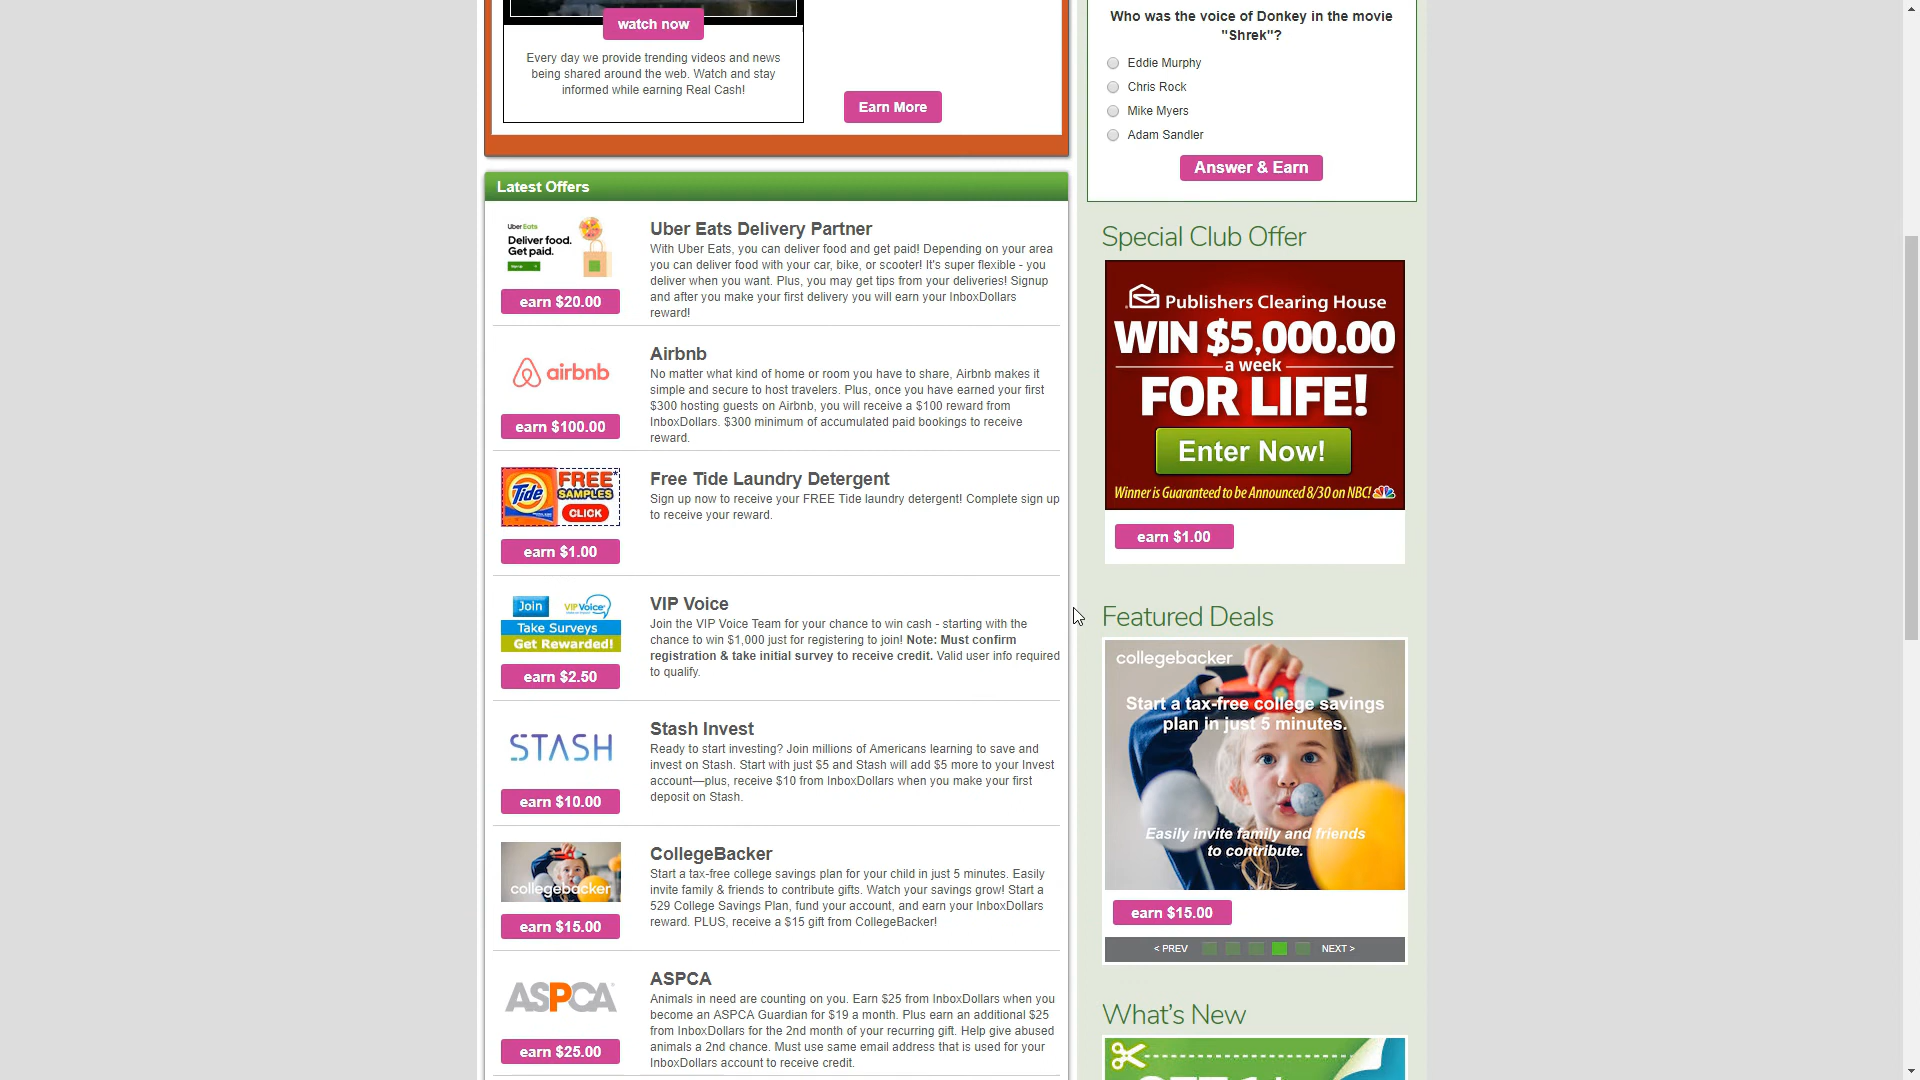 watch now
Every day we provide trending videos and news
being shared around the web. Watch and stay
informed while earning Real Cash!
Earn More
Who was the voice of Donkey in the movie
"Shrek"?
Eddie Murphy
Chris Rock
Mike Myers
Adam Sandler
Answer & Earn
Latest Offers
Uber Eats
Deliver food.
Get paid.
earn $20.00
Uber Eats Delivery Partner
With Uber Eats, you can deliver food and get paid! Depending on your area
you can deliver food with your car, bike, or scooter! It's super flexible - you
deliver when you want. Plus, you may get tips from your deliveries! Signup
and after you make your first delivery you will earn your InboxDollars
reward!
airbnb
earn $100.00
Airbnb
No matter what kind of home or room you have to share, Airbnb makes it
simple and secure to host travelers. Plus, once you have earned your first
$300 hosting guests on Airbnb, you will receive a $100 reward from
InboxDollars. $300 minimum of accumulated paid bookings to receive
reward.
Tide
FREE*
SAMPLES
CLICK
earn $1.00
Free Tide Laundry Detergent
Sign up now to receive your FREE Tide laundry detergent! Complete sign up
to receive your reward.
Join
VIP Voice
Take Surveys
Get Rewarded!
earn $2.50
VIP Voice
Join the VIP Voice Team for your chance to win cash - starting with the
chance to win $1,000 just for registering to join! Note: Must confirm
registration & take initial survey to receive credit. Valid user info required
to qualify.
STASH
earn $10.00
Stash Invest
Ready to start investing? Join millions of Americans learning to save and
invest on Stash. Start with just $5 and Stash will add $5 more to your Invest
account—plus, receive $10 from InboxDollars when you make your first
deposit on Stash.
collegebacker
earn $15.00
CollegeBacker
Start a tax-free college savings plan for your child in just 5 minutes. Easily
invite family & friends to contribute gifts. Watch your savings grow! Start a
529 College Savings Plan, fund your account, and earn your InboxDollars
reward. PLUS, receive a $15 gift from CollegeBacker!
ASPCA
earn $25.00
ASPCA
Animals in need are counting on you. Earn $25 from InboxDollars when you
become an ASPCA Guardian for $19 a month. Plus earn an additional $25
from InboxDollars for the 2nd month of your recurring gift. Help give abused
animals a 2nd chance. Must use same email address that is used for your
InboxDollars account to receive credit.
Special Club Offer
Publishers Clearing House
WIN $5,000.00
a week
FOR LIFE!
Enter Now!
Winner is Guaranteed to be Announced 8/30 on NBC!
earn $1.00
Featured Deals
collegebacker
Start a tax-free college savings
plan in just 5 minutes.
Easily invite family and friends
to contribute.
earn $15.00
< PREV
NEXT >
What's New